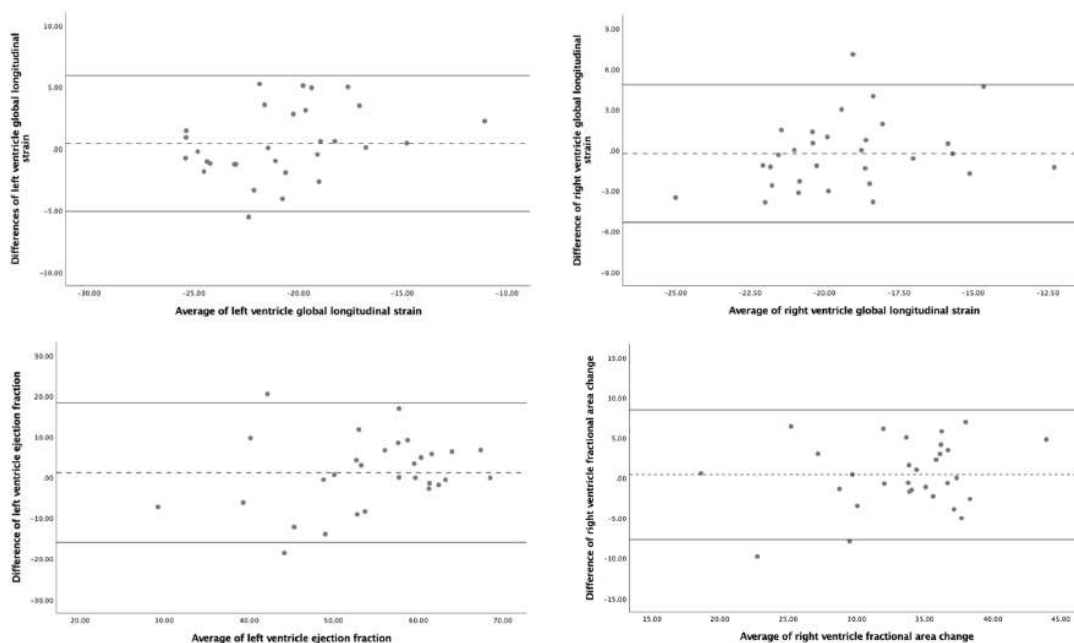 Differences of left ventricle global longitudinal
strain
10.00
5.00
.00
-5.00
-10.00
-30.00 -25.00 -20.00 -15.00 -10.00
Average of left ventricle global longitudinal strain
Difference of right ventricle global longitudinal
strain
9.00
6.00
3.00
.00
-3.00
-6.00
-9.00
-25.00 -22.50 -20.00 -17.50 -15.00 -12.50
Average of right ventricle global longitudinal strain
Difference of left ventricle ejection fraction
30.00
20.00
10.00
.00
-10.00
-20.00
-30.00
20.00 30.00 40.00 50.00 60.00 70.00
Average of left ventricle ejection fraction
Difference of right ventricle fractional area change
15.00
10.00
5.00
.00
-5.00
-10.00
-15.00
15.00 20.00 25.00 30.00 35.00 40.00 45.00
Average of right ventricle fractional area change